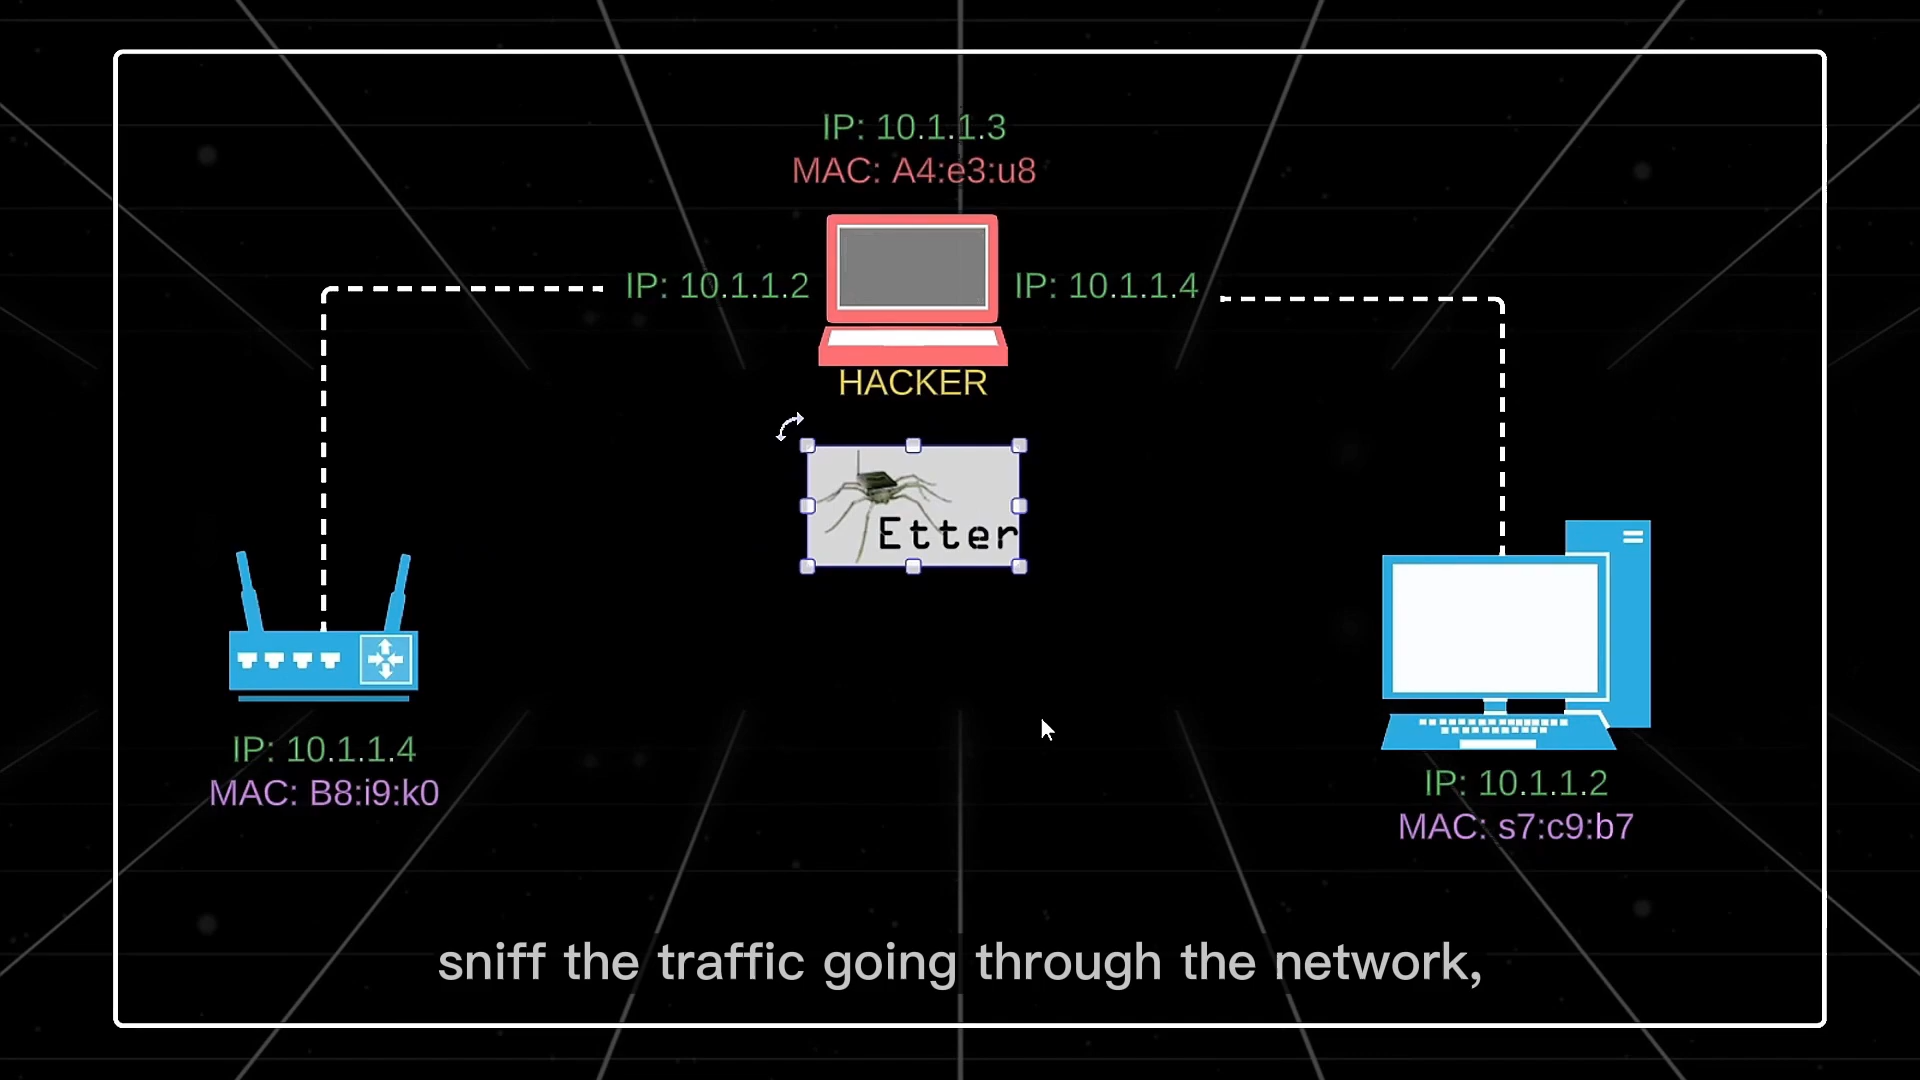 IP: 10.1.1.3
MAC: A4:e3:u8
IP: 10.1.1.2
IP: 10.1.1.4
HACKER
Etter
IP: 10.1.1.4
MAC: B8:i9:k0
IP: 10.1.1.2
MAC: s7:c9:b7
sniff the traffic going through the network,